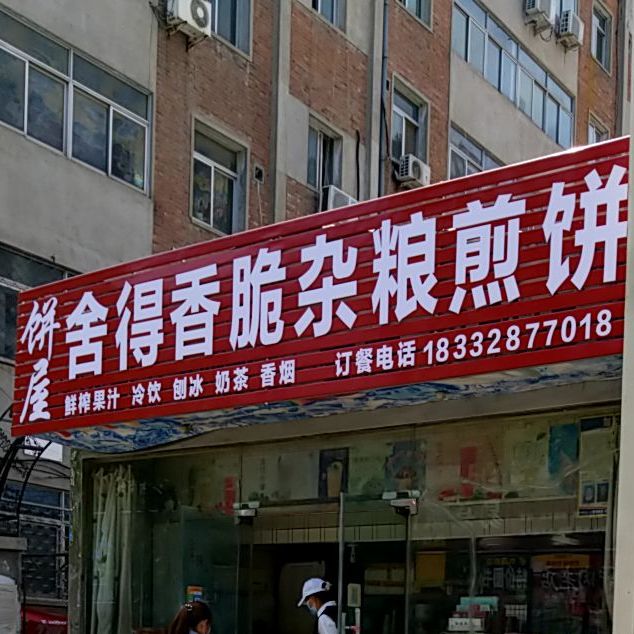 饼屋
舍得香脆杂粮煎饼
鲜榨果汁 冷饮 刨冰 奶茶 香烟 订餐电话 18332877018